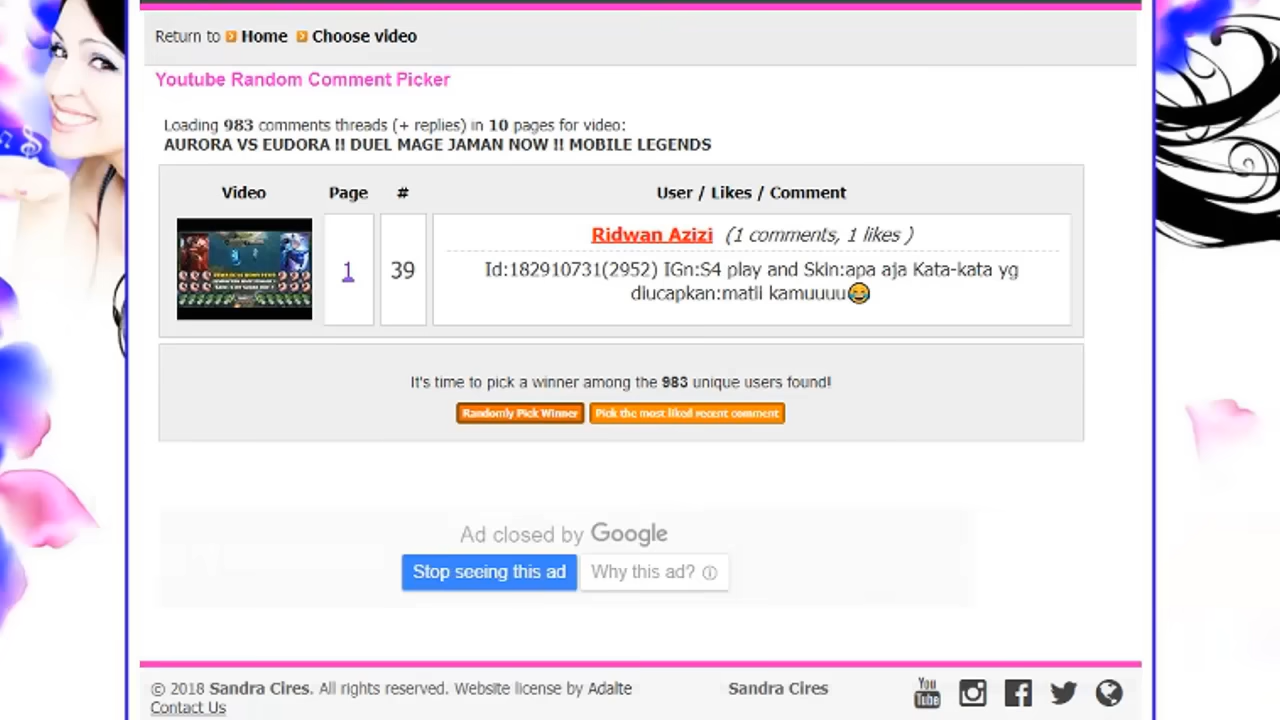 Return to Home Choose video
Youtube Random Comment Picker
Loading 983 comments threads (+ replies) in 10 pages for video:
AURORA VS EUDORA !! DUEL MAGE JAMAN NOW !! MOBILE LEGENDS
Video Page # User / Likes / Comment
Ridwan Azizi (1 comments, 1 likes )
1 39
Id:182910731(2952) IGn:S4 play and Skin:apa aja Kata-kata yg
diucapkan:matii kamuuuu😂
It's time to pick a winner among the 983 unique users found!
Randomly Pick Winner Pick the most liked recent comment
Ad closed by Google
Stop seeing this ad Why this ad?
© 2018 Sandra Cires. All rights reserved. Website license by Adalte Sandra Cires You Tube
Contact Us